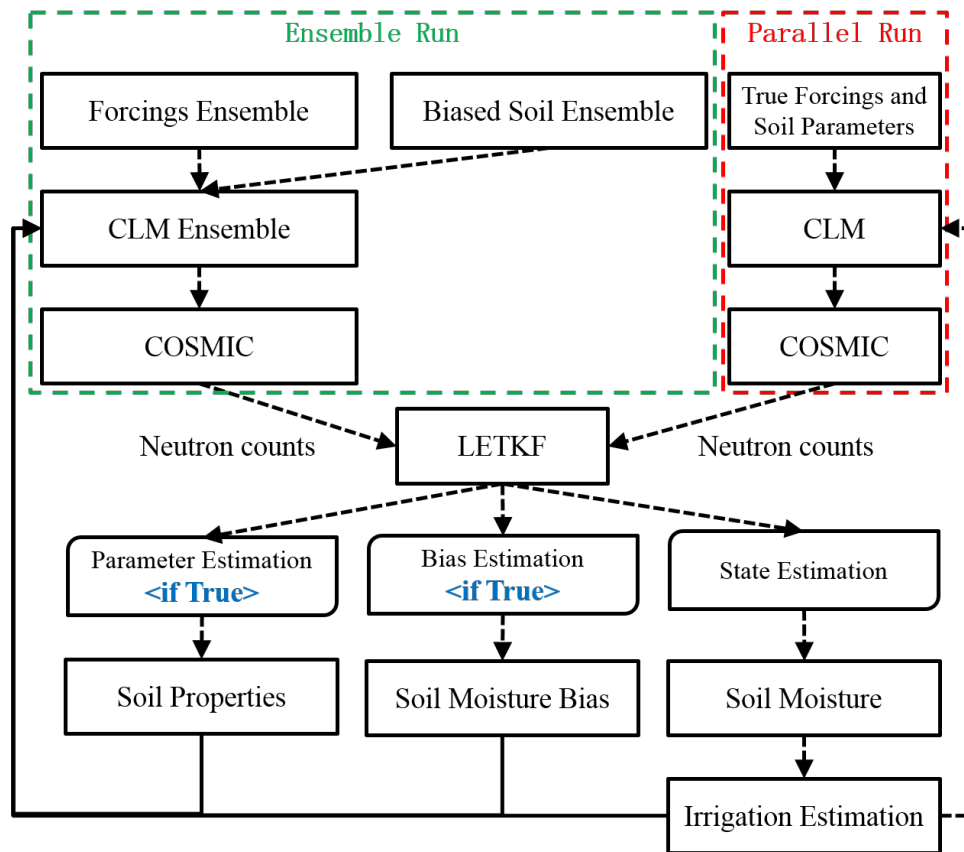 Ensemble Run
Parallel Run
Forcings Ensemble
Biased Soil Ensemble
True Forcings and
Soil Parameters
CLM Ensemble
CLM
COSMIC
COSMIC
Neutron counts
LETKF
Neutron counts
Parameter Estimation
<if True>
Bias Estimation
<if True>
State Estimation
Soil Properties
Soil Moisture Bias
Soil Moisture
Irrigation Estimation